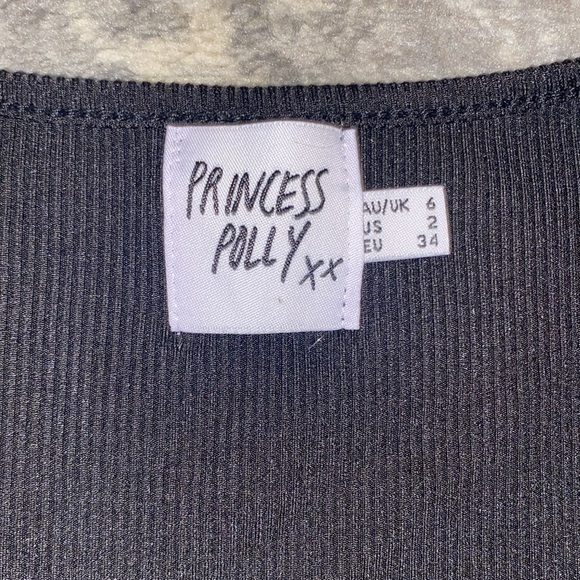 PRINCESS
POLLY xx
AU/UK 6
US 2
EU 34